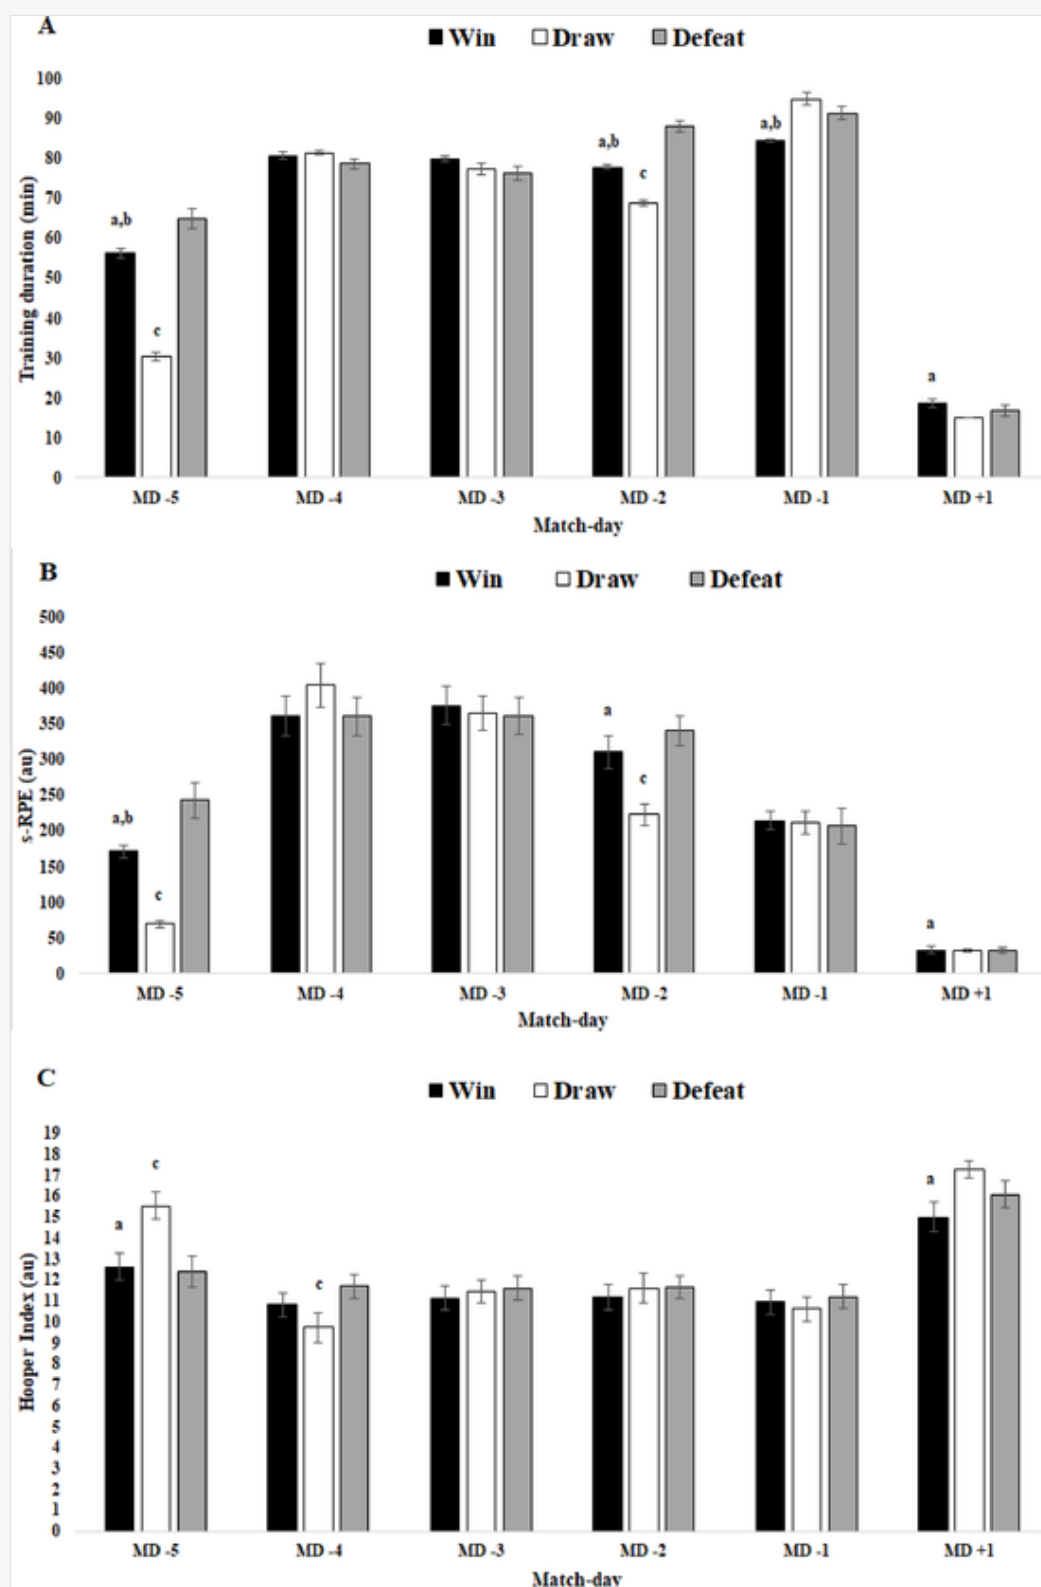 A
Win Draw Defeat
Training duration (min)
100
90
80
70
60
50
40
30
20
10
0
a,b
c
a,b
c
a,b
a
MD -5 MD -4 MD -3 MD -2 MD -1 MD +1
Match-day
B
Win Draw Defeat
s-RPE (au)
500
450
400
350
300
250
200
150
100
50
0
a,b
c
a
c
a
MD -5 MD -4 MD -3 MD -2 MD -1 MD +1
Match-day
C
Win Draw Defeat
Hooper Index (au)
19
18
17
16
15
14
13
12
11
10
9
8
7
6
5
4
3
2
1
0
a
c
c
a
MD -5 MD -4 MD -3 MD -2 MD -1 MD +1
Match-day